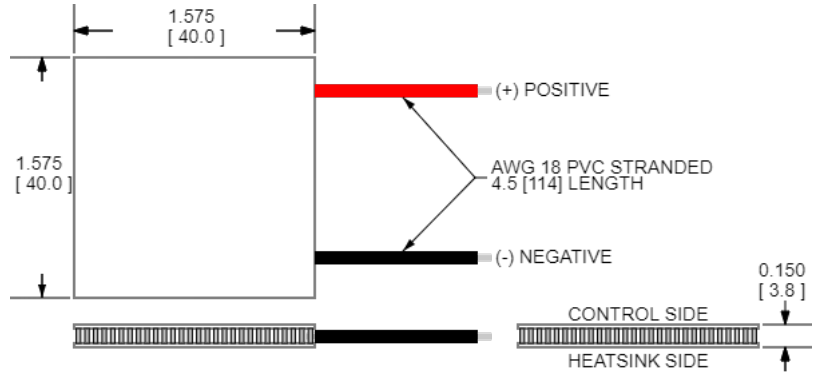 1.575
[ 40.0 ]
(+) POSITIVE
1.575
[ 40.0 ]
AWG 18 PVC STRANDED
4.5 [114] LENGTH
(-) NEGATIVE
0.150
[ 3.8 ]
CONTROL SIDE
HEATSINK SIDE